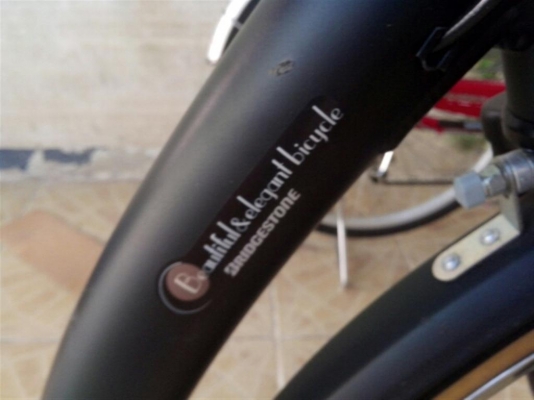 Beautiful & elegant bicycle
BRIDGESTONE